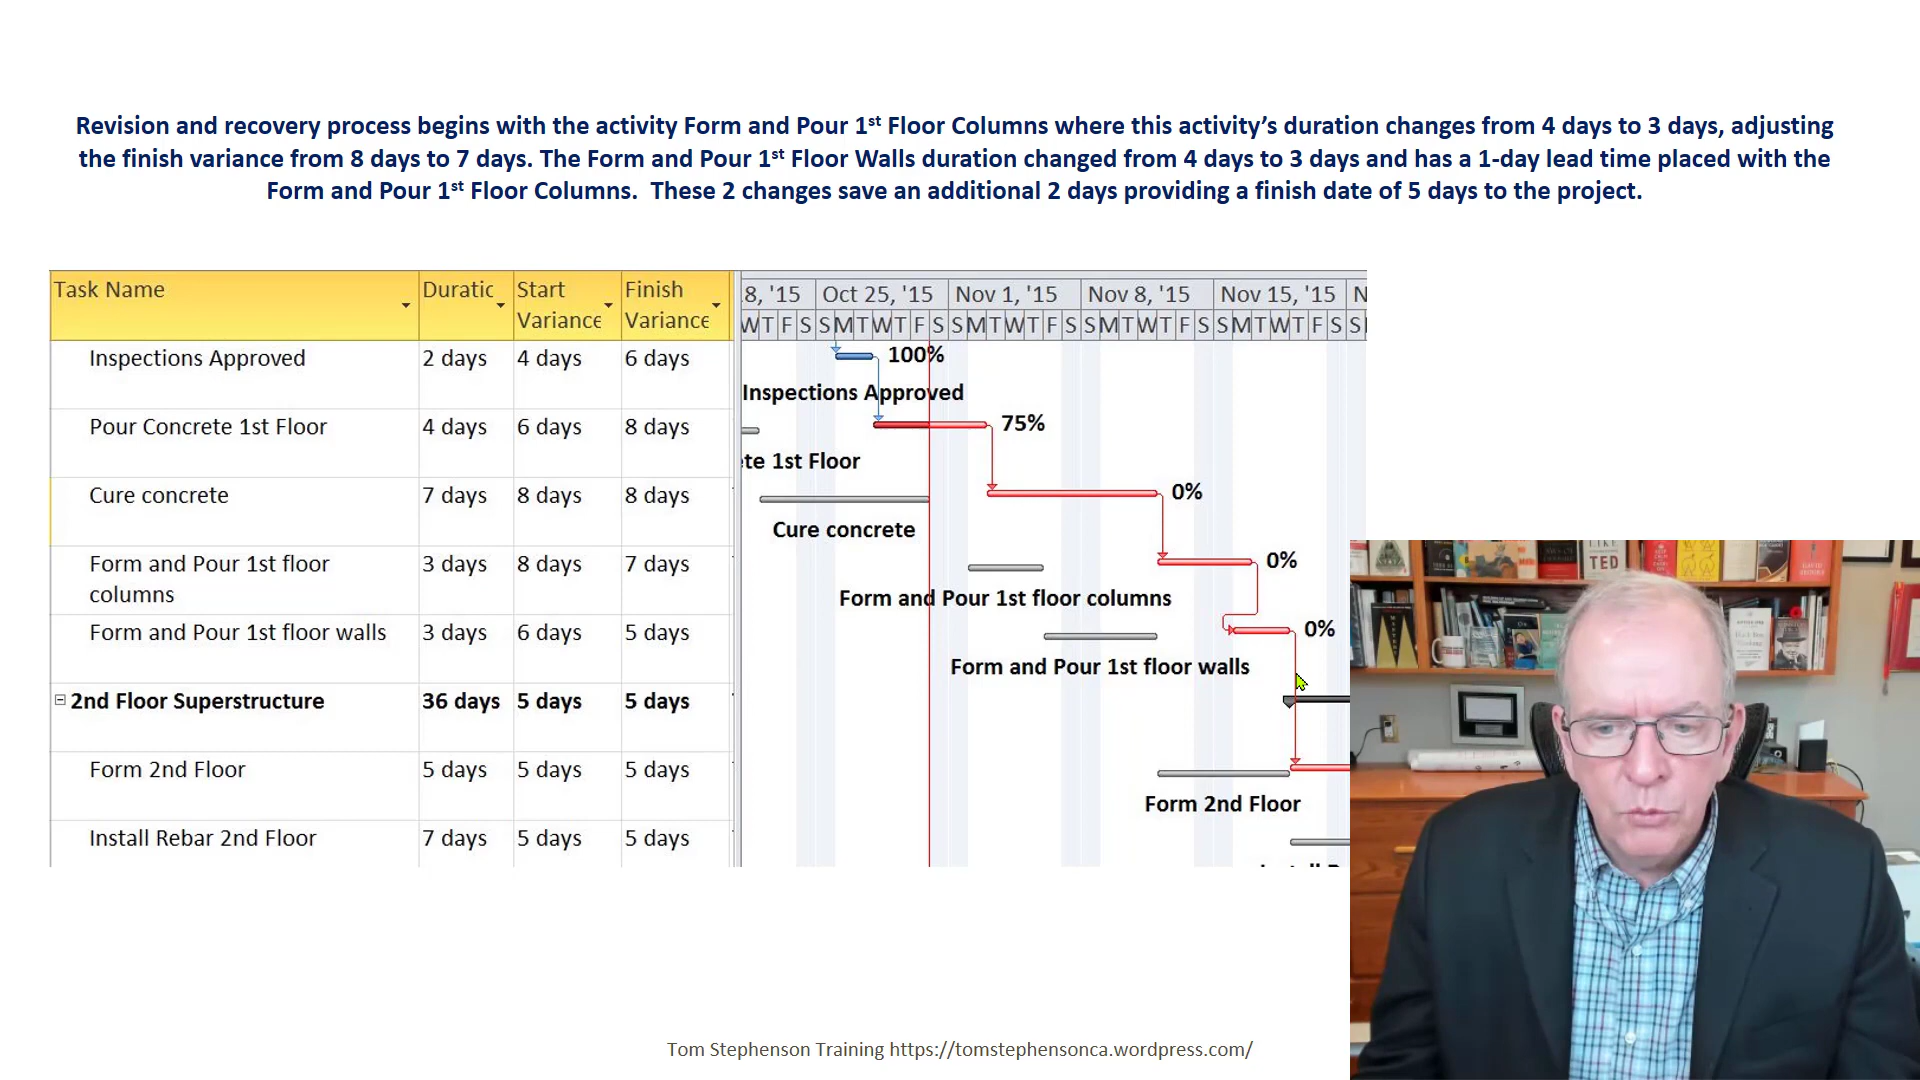 Revision and recovery process begins with the activity Form and Pour 1st Floor Columns where this activity’s duration changes from 4 days to 3 days, adjusting
the finish variance from 8 days to 7 days. The Form and Pour 1st Floor Walls duration changed from 4 days to 3 days and has a 1-day lead time placed with the
Form and Pour 1st Floor Columns.  These 2 changes save an additional 2 days providing a finish date of 5 days to the project.
Task Name Duratic Start Variance Finish Variance
8, '15 Oct 25, '15 Nov 1, '15 Nov 8, '15 Nov 15, '15 N
W T F S S M T W T F S S M T W T F S S M T W T F S S M T W T F S S
Inspections Approved 2 days 4 days 6 days
100%
Inspections Approved
Pour Concrete 1st Floor 4 days 6 days 8 days
75%
te 1st Floor
Cure concrete 7 days 8 days 8 days
0%
Cure concrete
Form and Pour 1st floor columns 3 days 8 days 7 days
0%
Form and Pour 1st floor columns
Form and Pour 1st floor walls 3 days 6 days 5 days
0%
Form and Pour 1st floor walls
2nd Floor Superstructure 36 days 5 days 5 days
Form 2nd Floor 5 days 5 days 5 days
Form 2nd Floor
Install Rebar 2nd Floor 7 days 5 days 5 days
TED
Tom Stephenson Training https://tomstephensonca.wordpress.com/